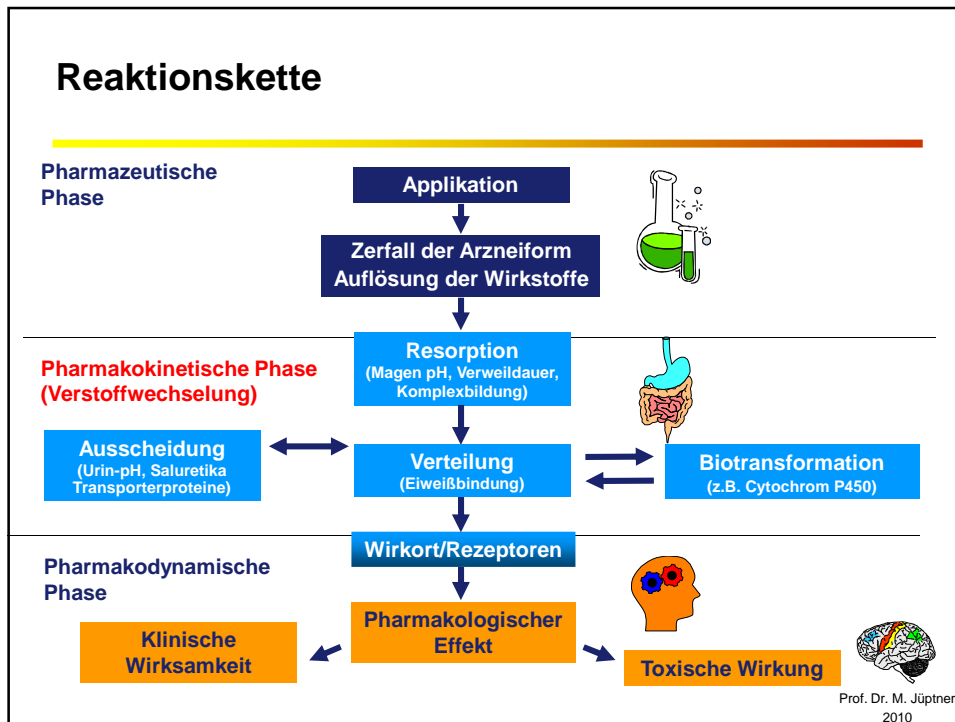 Reaktionskette
Pharmazeutische
Phase
Applikation
Zerfall der Arzneiform
Auflösung der Wirkstoffe
Pharmakokinetische Phase
(Verstoffwechselung)
Resorption
(Magen pH, Verweildauer,
Komplexbildung)
Ausscheidung
(Urin-pH, Saluretika
Transporterproteine)
Verteilung
(Eiweißbindung)
Biotransformation
(z.B. Cytochrom P450)
Wirkort/Rezeptoren
Pharmakodynamische
Phase
Pharmakologischer
Effekt
Klinische
Wirksamkeit
Toxische Wirkung
Prof. Dr. M. Jüptner
2010